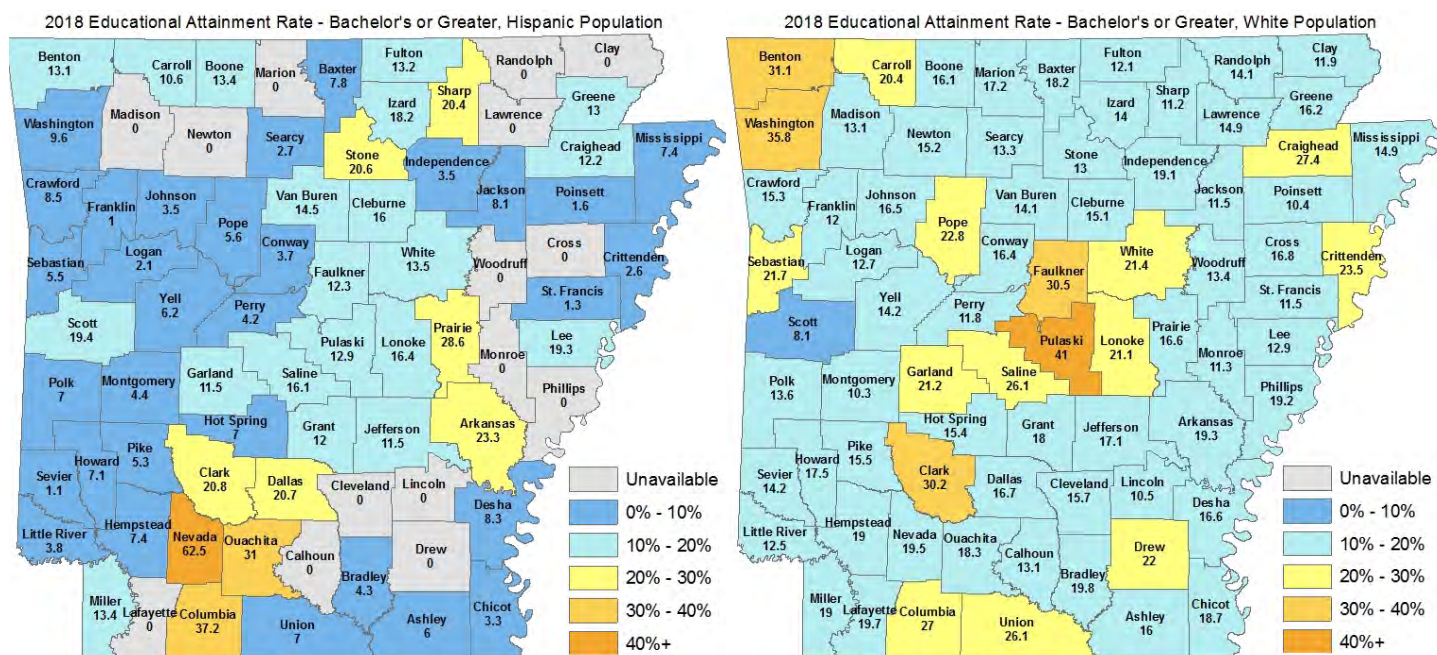 2018 Educational Attainment Rate - Bachelor's or Greater, Hispanic Population
Benton
13.1
Carroll
10.6
Boone
13.4
Marion
0
Baxter
7.8
Fulton
13.2
Sharp
20.4
Randolph
0
Clay
0
Izard
18.2
Lawrence
0
Greene
13
Washington
9.6
Madison
0
Newton
0
Searcy
2.7
Stone
20.6
Independence
3.5
Craighead
12.2
Mississippi
7.4
Crawford
8.5
Franklin
1
Johnson
3.5
Pope
5.6
Van Buren
14.5
Cleburne
16
Jackson
8.1
Poinsett
1.6
Sebastian
5.5
Logan
2.1
Conway
3.7
Faulkner
12.3
White
13.5
Woodruff
0
Cross
0
Crittenden
2.6
St. Francis
1.3
Scott
19.4
Yell
6.2
Perry
4.2
Pulaski
12.9
Lonoke
16.4
Prairie
28.6
Monroe
0
Lee
19.3
Phillips
0
Polk
7
Montgomery
4.4
Garland
11.5
Saline
16.1
Hot Spring
7
Grant
12
Jefferson
11.5
Arkansas
23.3
Sevier
1.1
Howard
7.1
Pike
5.3
Clark
20.8
Dallas
20.7
Cleveland
0
Lincoln
0
Desha
8.3
Little River
3.8
Hempstead
7.4
Nevada
62.5
Ouachita
31
Calhoun
0
Bradley
4.3
Drew
0
Miller
13.4
Lafayette
0
Columbia
37.2
Union
7
Ashley
6
Chicot
3.3
Unavailable
0% - 10%
10% - 20%
20% - 30%
30% - 40%
40%+
2018 Educational Attainment Rate - Bachelor's or Greater, White Population
Benton
31.1
Carroll
20.4
Boone
16.1
Marion
17.2
Baxter
18.2
Fulton
12.1
Sharp
11.2
Randolph
14.1
Clay
11.9
Izard
14
Lawrence
14.9
Greene
16.2
Washington
35.8
Madison
13.1
Newton
15.2
Searcy
13.3
Stone
13
Independence
19.1
Craighead
27.4
Mississippi
14.9
Crawford
15.3
Franklin
12
Johnson
16.5
Pope
22.8
Van Buren
14.1
Cleburne
15.1
Jackson
11.5
Poinsett
10.4
Sebastian
21.7
Logan
12.7
Conway
16.4
Faulkner
30.5
White
21.4
Woodruff
13.4
Cross
16.8
Crittenden
23.5
St. Francis
11.5
Scott
8.1
Yell
14.2
Perry
11.8
Pulaski
41
Lonoke
21.1
Prairie
16.6
Monroe
11.3
Lee
12.9
Phillips
19.2
Polk
13.6
Montgomery
10.3
Garland
21.2
Saline
26.1
Hot Spring
15.4
Grant
18
Jefferson
17.1
Arkansas
19.3
Sevier
14.2
Howard
17.5
Pike
15.5
Clark
30.2
Dallas
16.7
Cleveland
15.7
Lincoln
10.5
Desha
16.6
Little River
12.5
Hempstead
19
Nevada
19.5
Ouachita
18.3
Calhoun
13.1
Bradley
19.8
Drew
22
Miller
19
Lafayette
19.7
Columbia
27
Union
26.1
Ashley
16
Chicot
18.7
Unavailable
0% - 10%
10% - 20%
20% - 30%
30% - 40%
40%+